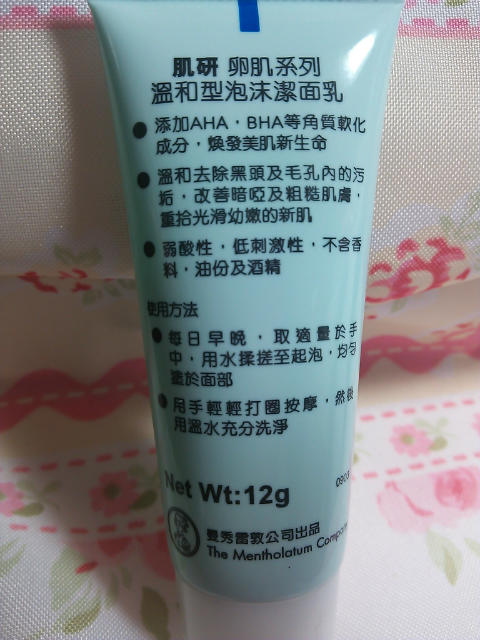 肌研 卵肌系列
溫和型泡沫潔面乳
● 添加AHA，BHA等角質軟化
成分，煥發美肌新生命
● 溫和去除黑頭及毛孔內的污
垢，改善暗啞及粗糙肌膚，
重拾光滑幼嫩的新肌
● 弱酸性，低刺激性，不含香
料，油份及酒精
使用方法
● 每日早晚，取適量於手
中，用水揉搓至起泡，均勻
塗於面部
● 用手輕輕打圈按摩，然後
用溫水充分洗淨
Net Wt:12g
曼秀雷敦公司出品
The Mentholatum Company